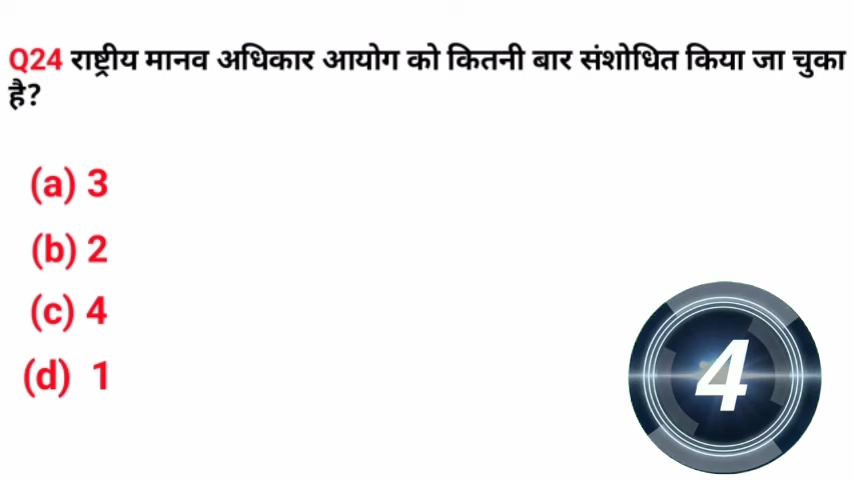 Q24 राष्ट्रीय मानव अधिकार आयोग को कितनी बार संशोधित किया जा चुका
है?
(a) 3
(b) 2
(c) 4
(d) 1
4